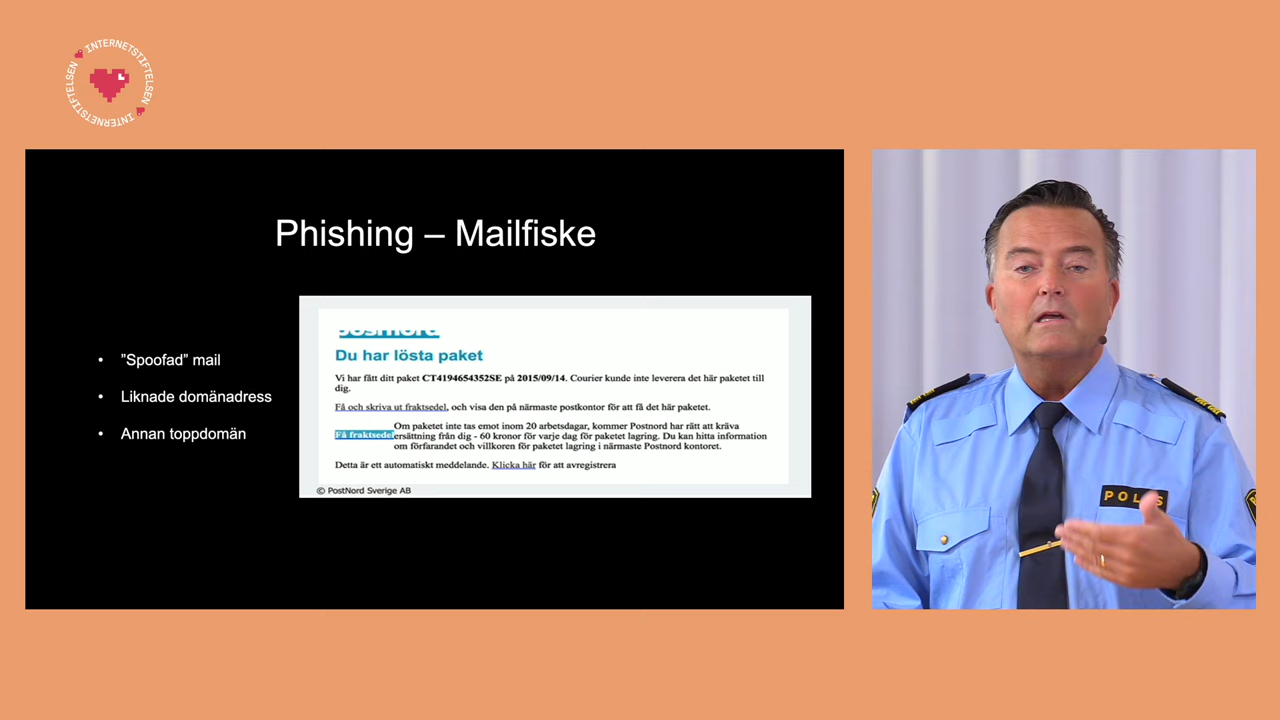 INTERNETSTIFTELSEN
INTERNETSTIFTELSEN
Phishing – Mailfiske
• ”Spoofad” mail
• Liknade domänadress
• Annan toppdomän
Du har lösta paket
Vi har fått ditt paket CT4194654352SE på 2015/09/14. Courier kunde inte leverera det här paketet till
dig.
Få och skriva ut fraktsedel, och visa den på närmaste postkontor för att få det här paketet.
Om paketet inte tas emot inom 20 arbetsdagar, kommer Postnord har rätt att kräva
Få fraktsedel ersättning från dig - 60 kronor för varje dag för paketet lagring. Du kan hitta information
om förfarandet och villkoren för paketet lagring i närmaste Postnord kontoret.
Detta är ett automatiskt meddelande. Klicka här för att avregistrera
© PostNord Sverige AB